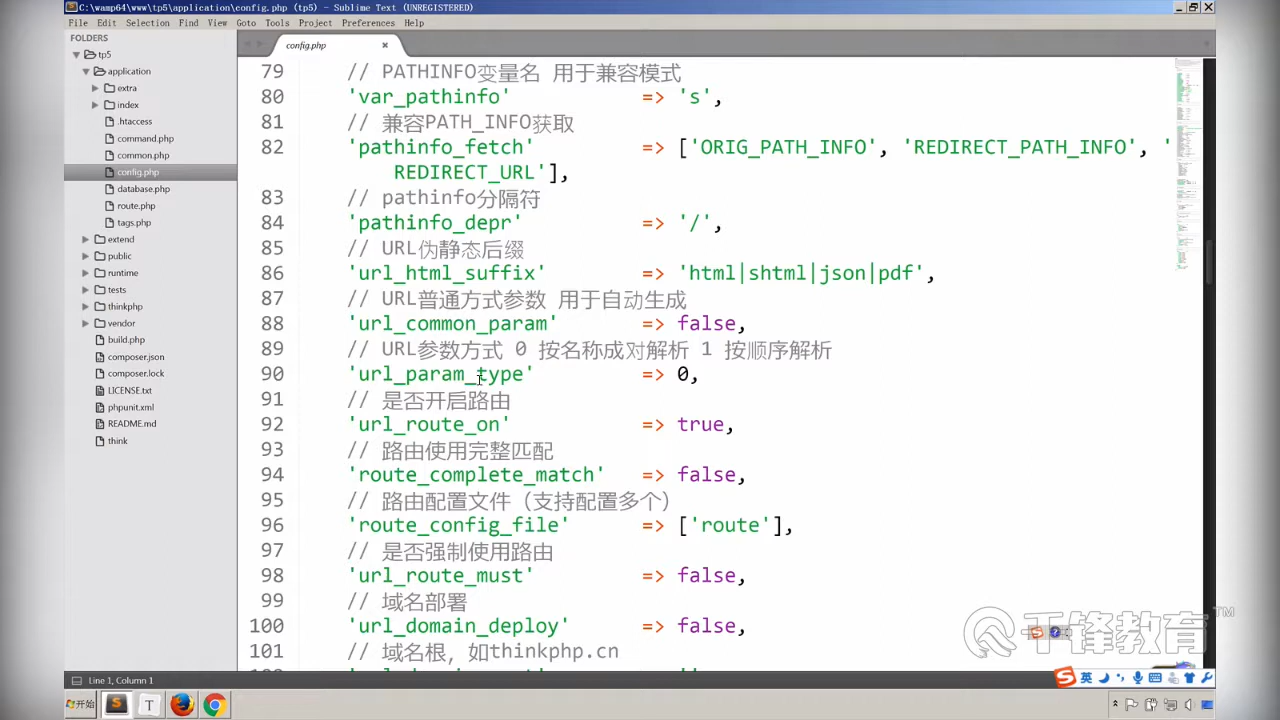 C:\wamp64\www\tp5\application\config.php (tp5) - Sublime Text (UNREGISTERED)
File Edit Selection Find View Goto Tools Project Preferences Help
FOLDERS
tp5
application
extra
index
.htaccess
command.php
common.php
config.php
database.php
route.php
tags.php
extend
public
runtime
tests
thinkphp
vendor
build.php
composer.json
composer.lock
LICENSE.txt
phpunit.xml
README.md
think
config.php
79 // PATHINFO变量名 用于兼容模式
80 'var_pathinfo' => 's',
81 // 兼容PATH_INFO获取
82 'pathinfo_fetch' => ['ORIG_PATH_INFO', 'REDIRECT_PATH_INFO', '
REDIRECT_URL'],
83 // pathinfo分隔符
84 'pathinfo_depr' => '/',
85 // URL伪静态后缀
86 'url_html_suffix' => 'html|shtml|json|pdf',
87 // URL普通方式参数 用于自动生成
88 'url_common_param' => false,
89 // URL参数方式 0 按名称成对解析 1 按顺序解析
90 'url_param_type' => 0,
91 // 是否开启路由
92 'url_route_on' => true,
93 // 路由使用完整匹配
94 'route_complete_match' => false,
95 // 路由配置文件（支持配置多个）
96 'route_config_file' => ['route'],
97 // 是否强制使用路由
98 'url_route_must' => false,
99 // 域名部署
100 'url_domain_deploy' => false,
101 // 域名根，如thinkphp.cn
千锋教育™
Line 1, Column 1
英
开始